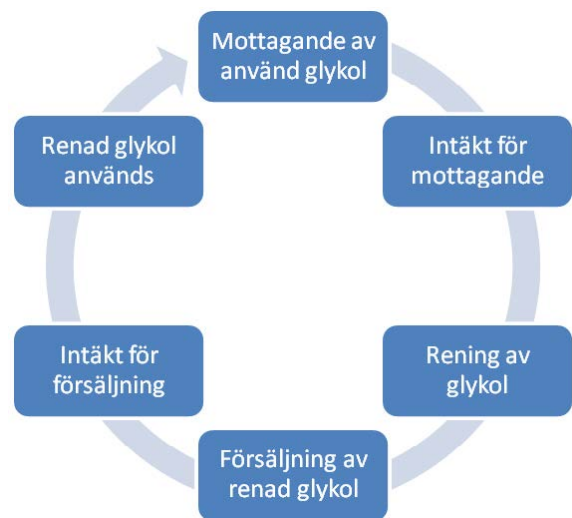 Mottagande av
använd glykol
Intäkt för
mottagande
Rening av
glykol
Försäljning av
renad glykol
Intäkt för
försäljning
Renad glykol
används